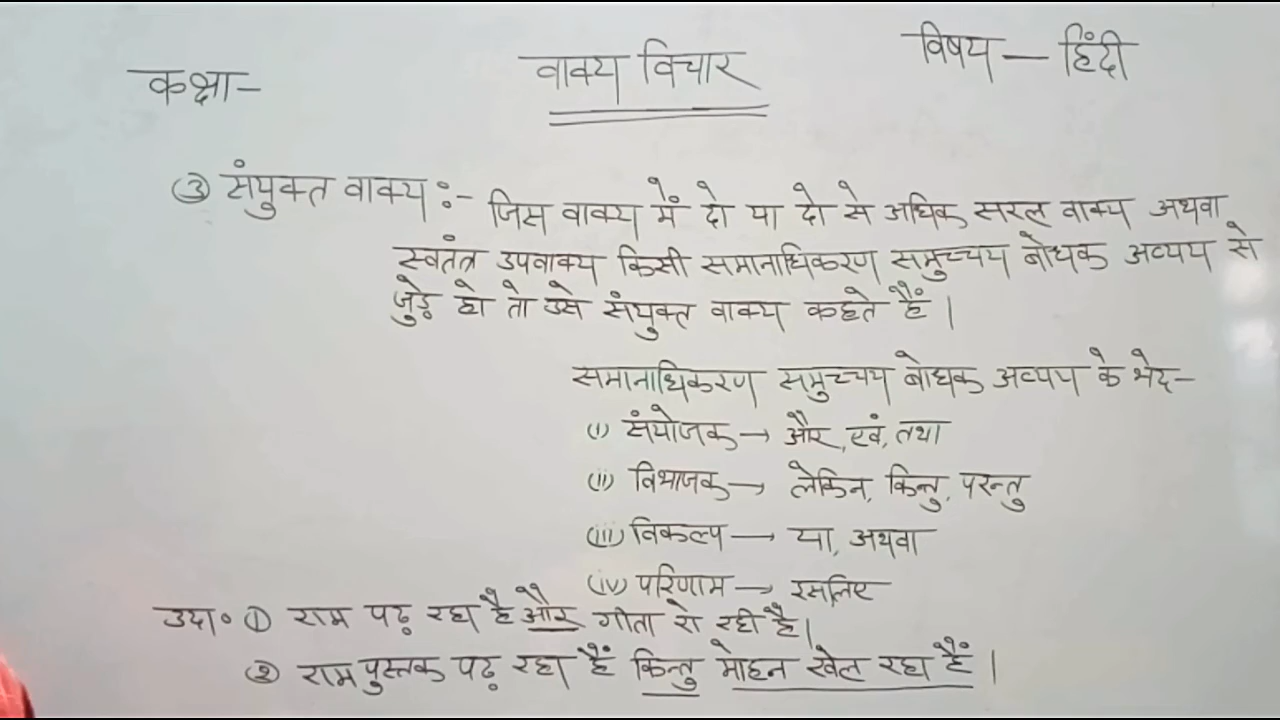 कक्षा-
वाक्य विचार
विषय — हिंदी
③ संयुक्त वाक्य :- जिस वाक्य में दो या दो से अधिक सरल वाक्य अथवा
स्वतंत्र उपवाक्य किसी समानाधिकरण समुच्चय बोधक अव्यय से
जुड़े हो तो उसे संयुक्त वाक्य कहते हैं।
समानाधिकरण समुच्चय बोधक अव्यय के भेद-
(i) संयोजक → और, एवं, तथा
(ii) विभाजक → लेकिन, किन्तु, परन्तु
(iii) विकल्प → या, अथवा
(iv) परिणाम → इसलिए
उदा० ① राम पढ़ रहा है और गीता रो रही है।
② राम पुस्तक पढ़ रहा हैं किन्तु मोहन खेल रहा हैं।